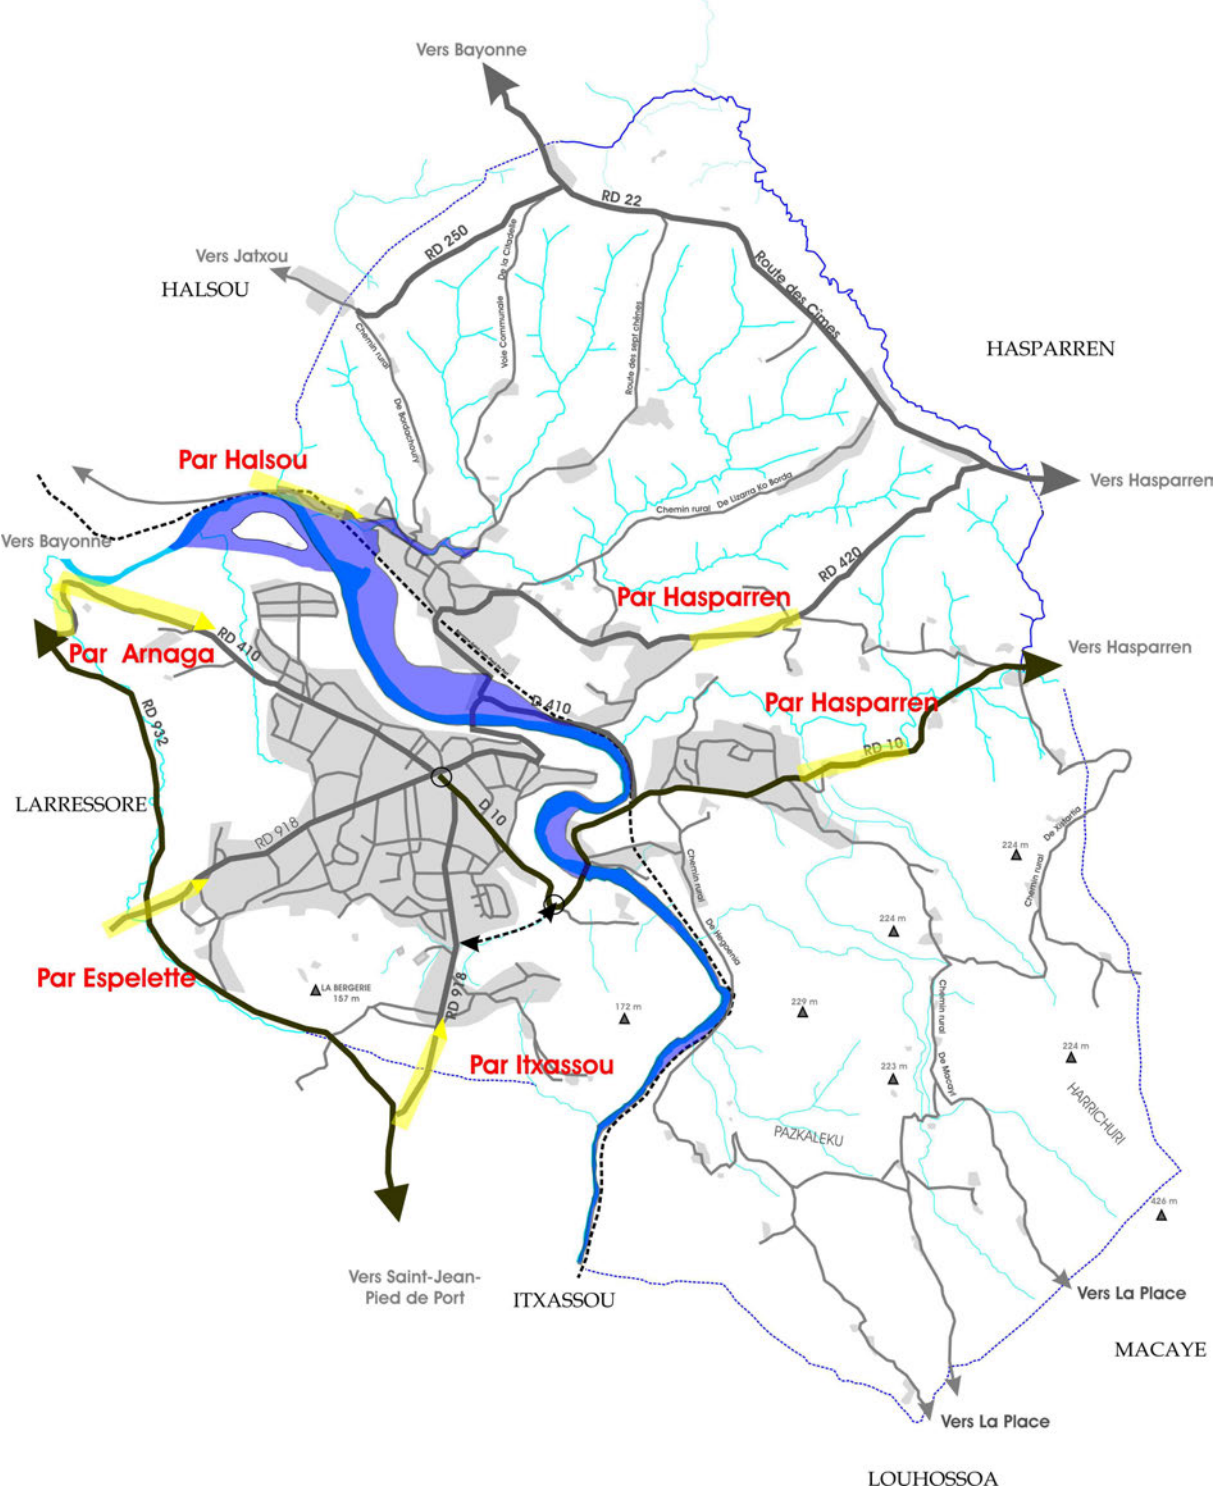 Vers Bayonne
RD 22
RD 250
De la Citadelle
Vers Jatxou
HALSOU
Route des Cimes
Voie Communale
Route des sept chênes
Chemin rural
HASPARREN
De Bordachoury
Par Halsou
Vers Hasparren
Chemin rural De Lizarra Ko Borda
Vers Bayonne
RD 420
Par Hasparren
RD 410
Par Arnaga
Vers Hasparren
RD 932
D 410
Par Hasparren
RD 10
LARRESSORE
D 10
RD 918
224 m
Chemin rural
De Xistartia
Chemin rural
De Hegoenia
224 m
Par Espelette
LA BERGERIE
157 m
RD 918
172 m
229 m
Chemin rural
De Macayi
224 m
Par Itxassou
223 m
HARRICHURI
PAZKALEKU
426 m
Vers Saint-Jean-
Pied de Port
ITXASSOU
Vers La Place
MACAYE
Vers La Place
LOUHOSSOA